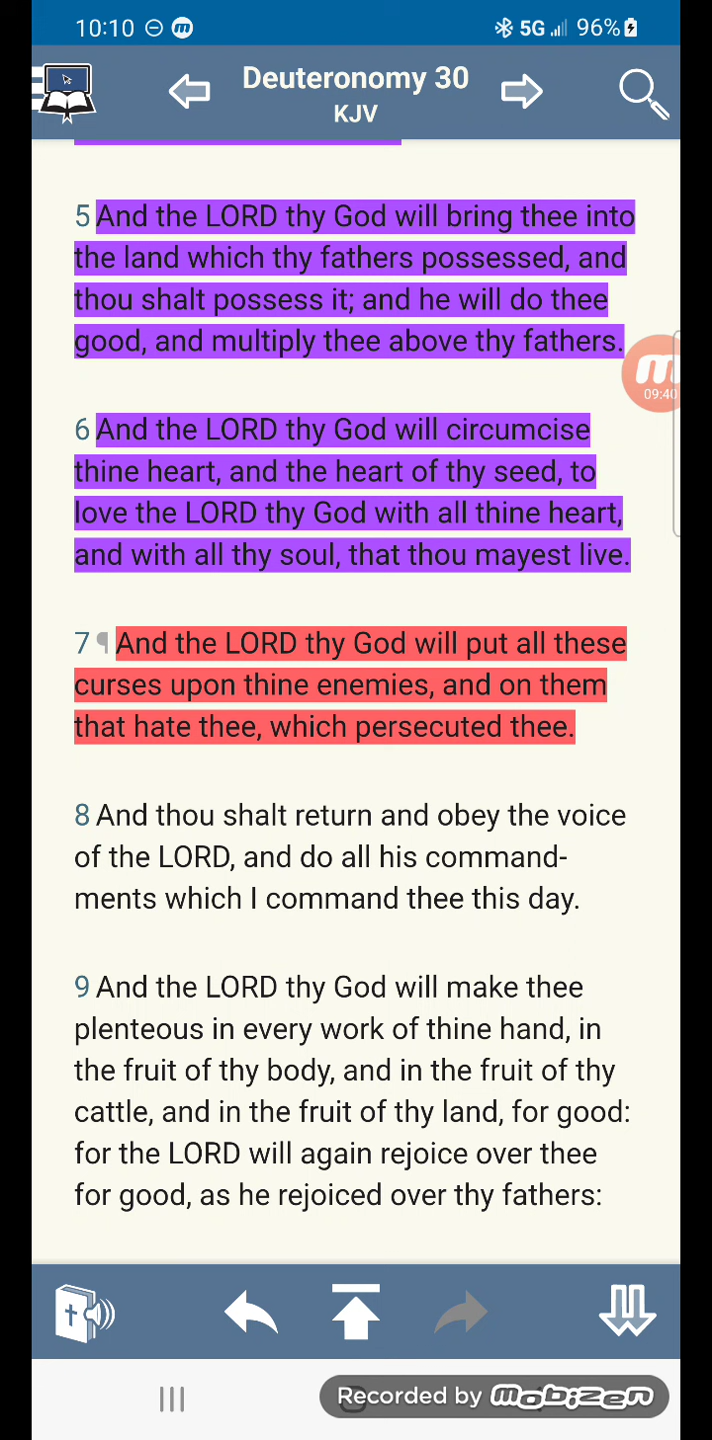 10:10 5G 96%
Deuteronomy 30
KJV
5 And the LORD thy God will bring thee into
the land which thy fathers possessed, and
thou shalt possess it; and he will do thee
good, and multiply thee above thy fathers.
09:40
6 And the LORD thy God will circumcise
thine heart, and the heart of thy seed, to
love the LORD thy God with all thine heart,
and with all thy soul, that thou mayest live.
7 ¶ And the LORD thy God will put all these
curses upon thine enemies, and on them
that hate thee, which persecuted thee.
8 And thou shalt return and obey the voice
of the LORD, and do all his command-
ments which I command thee this day.
9 And the LORD thy God will make thee
plenteous in every work of thine hand, in
the fruit of thy body, and in the fruit of thy
cattle, and in the fruit of thy land, for good:
for the LORD will again rejoice over thee
for good, as he rejoiced over thy fathers:
Recorded by mobizen